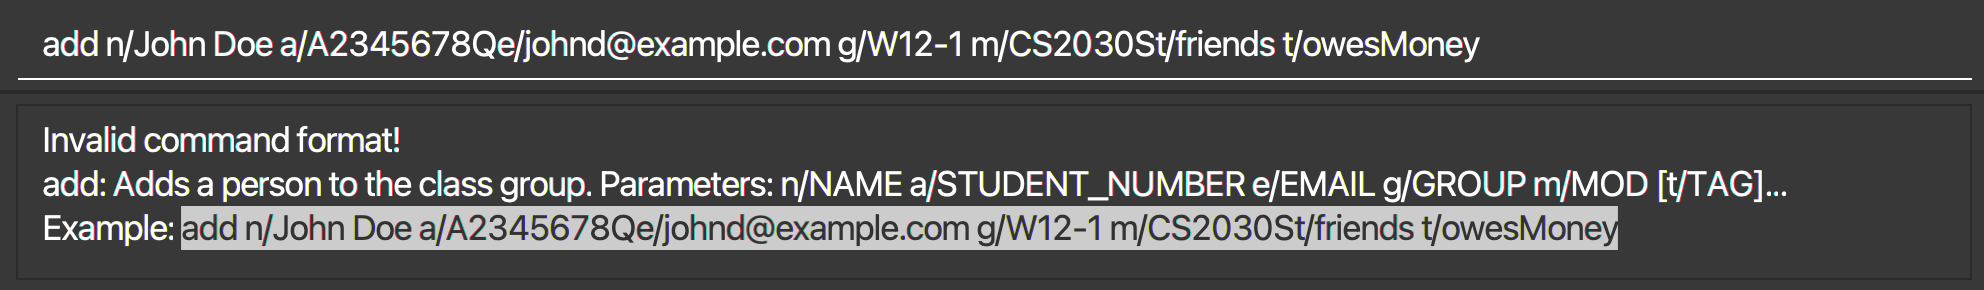 add n/John Doe a/A2345678Qe/johnd@example.com g/W12-1 m/CS2030St/friends t/owesMoney
Invalid command format!
add: Adds a person to the class group. Parameters: n/NAME a/STUDENT_NUMBER e/EMAIL g/GROUP m/MOD [t/TAG]...
Example: add n/John Doe a/A2345678Qe/johnd@example.com g/W12-1 m/CS2030St/friends t/owesMoney